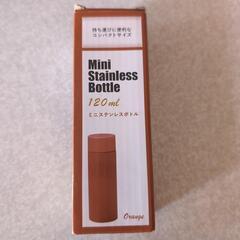 持ち運びに便利な
コンパクトサイズ
Mini
Stainless
Bottle
120ml
ミニステンレスボトル
Orange